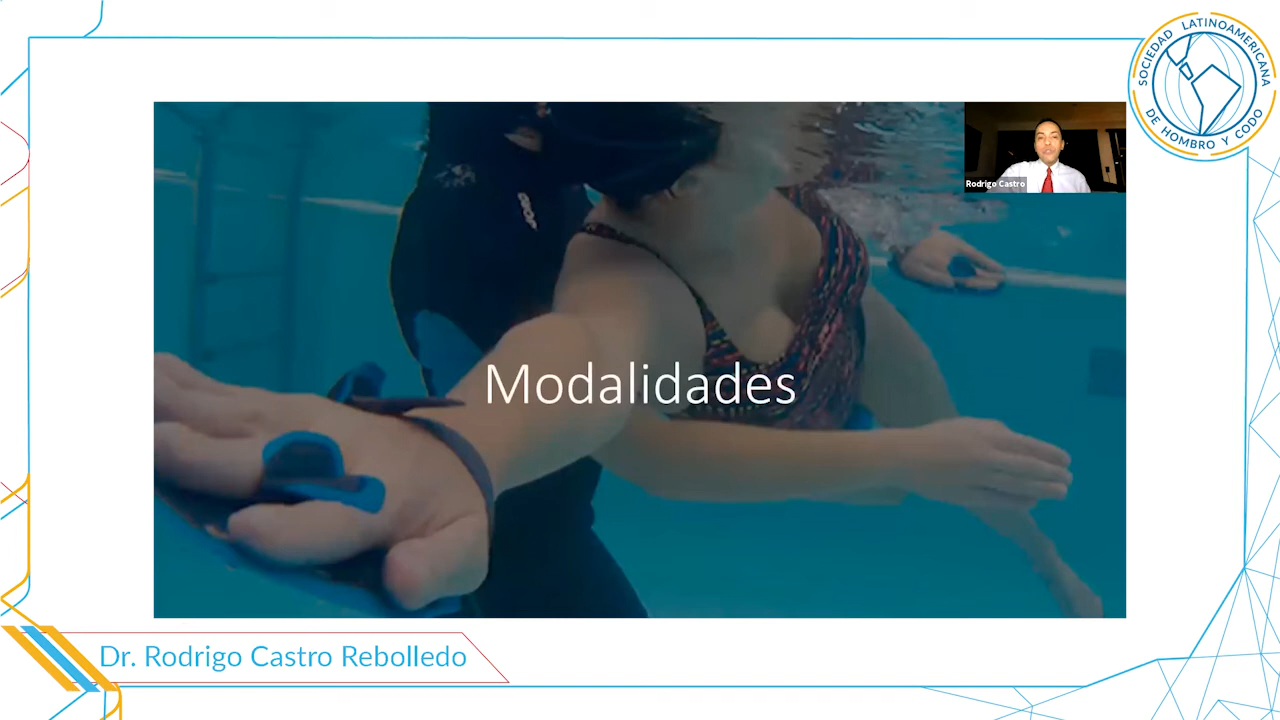 SOCIEDAD LATINOAMERICANA
DE HOMBRO Y CODO
Rodrigo Castro
Modalidades
Dr. Rodrigo Castro Rebolledo